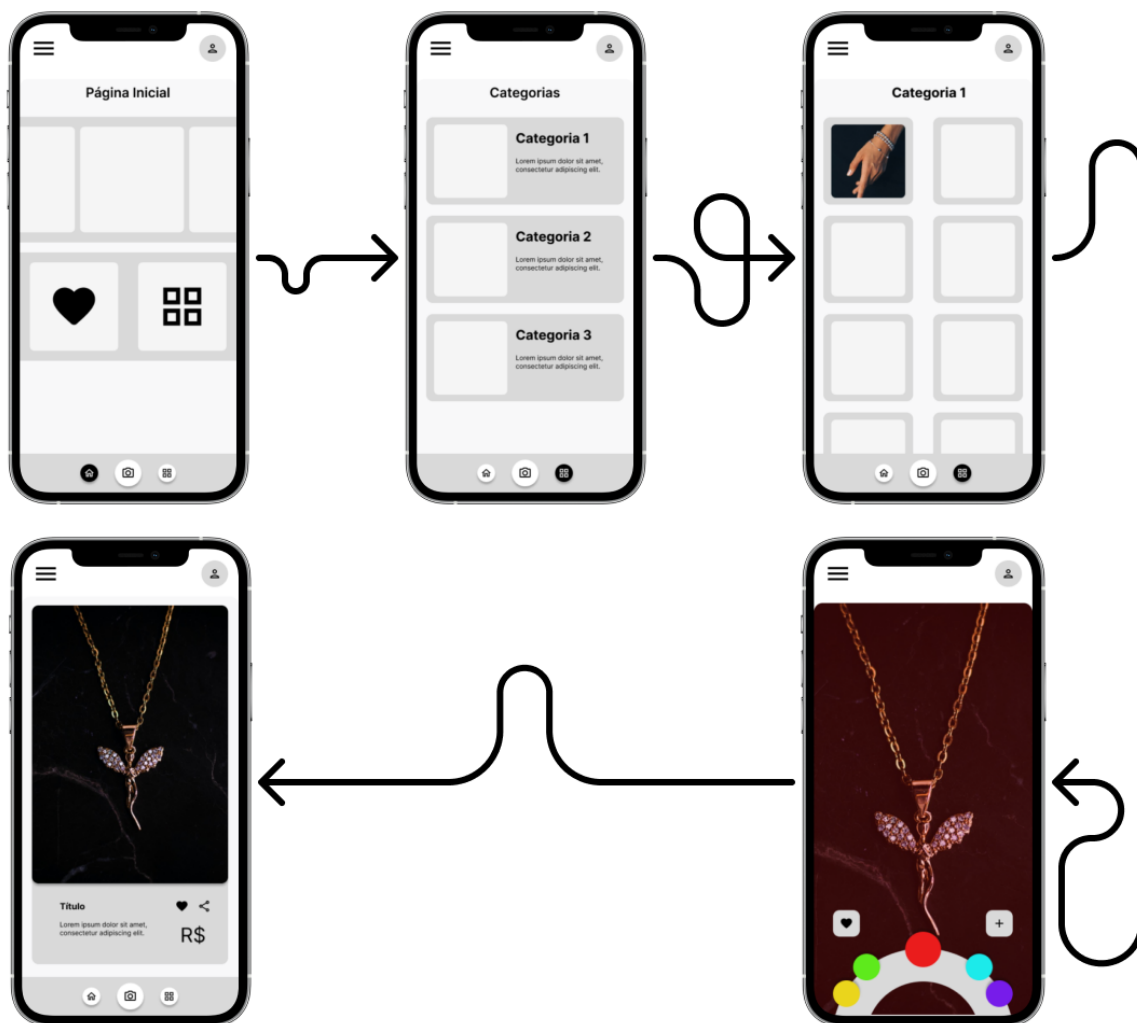 Página Inicial
Categorias
Categoria 1
Lorem ipsum dolor sit amet,
consectetur adipiscing elit.
Categoria 2
Lorem ipsum dolor sit amet,
consectetur adipiscing elit.
Categoria 3
Lorem ipsum dolor sit amet,
consectetur adipiscing elit.
Categoria 1
Título
Lorem ipsum dolor sit amet,
consectetur adipiscing elit.
R$